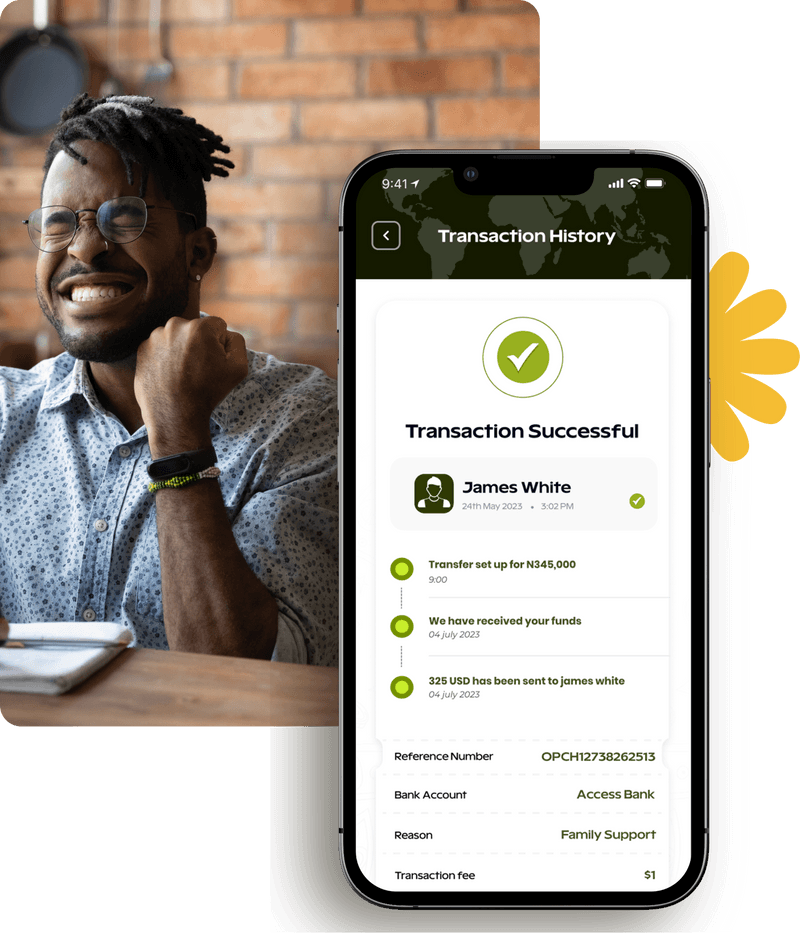 9:41
Transaction History
Transaction Successful
James White
24th May 2023 • 3:02 PM
Transfer set up for N345,000
9:00
We have received your funds
04 july 2023
325 USD has been sent to james white
04 july 2023
Reference Number OPCH12738262513
Bank Account Access Bank
Reason Family Support
Transaction fee $1